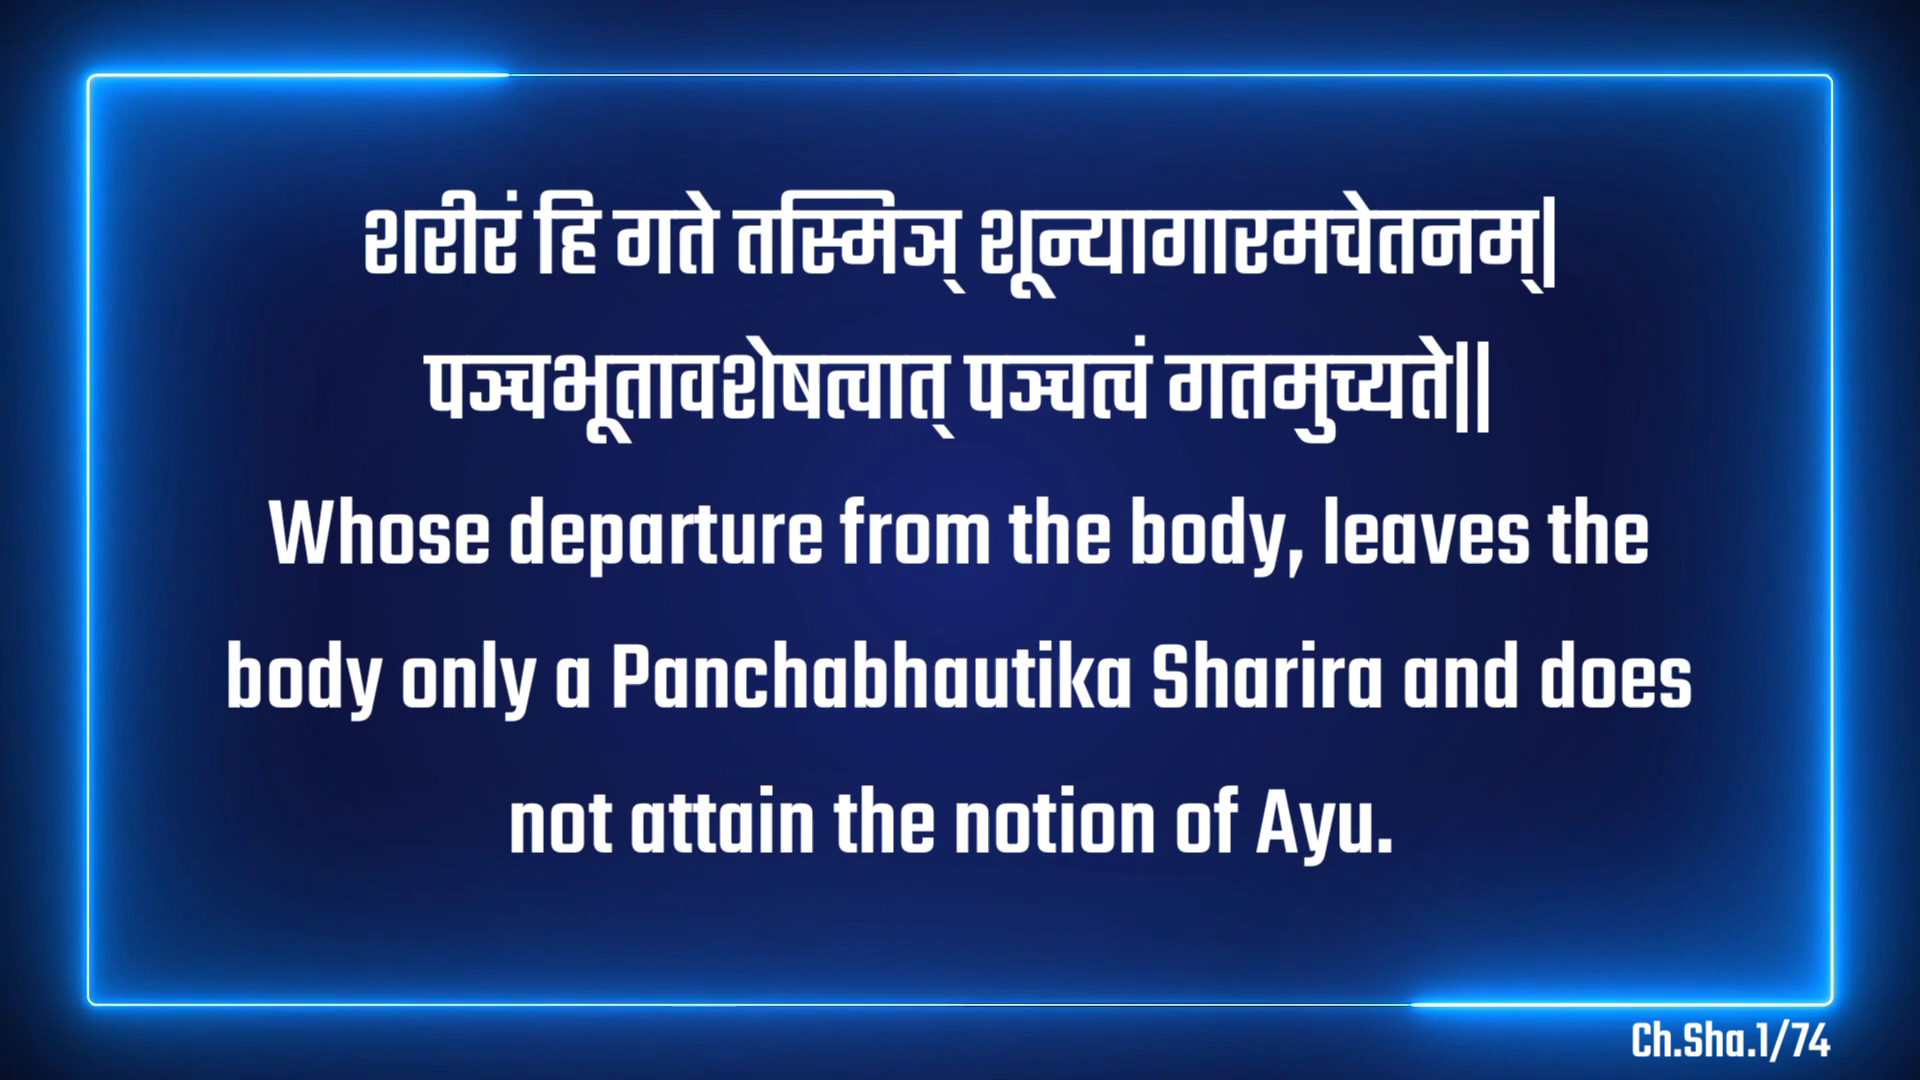 शरीरं हि गते तस्मिञ् शून्यागारमचेतनम्|
पञ्चभूतावशेषत्वात् पञ्चत्वं गतमुच्यते||
Whose departure from the body, leaves the
body only a Panchabhautika Sharira and does
not attain the notion of Ayu.
Ch.Sha.1/74